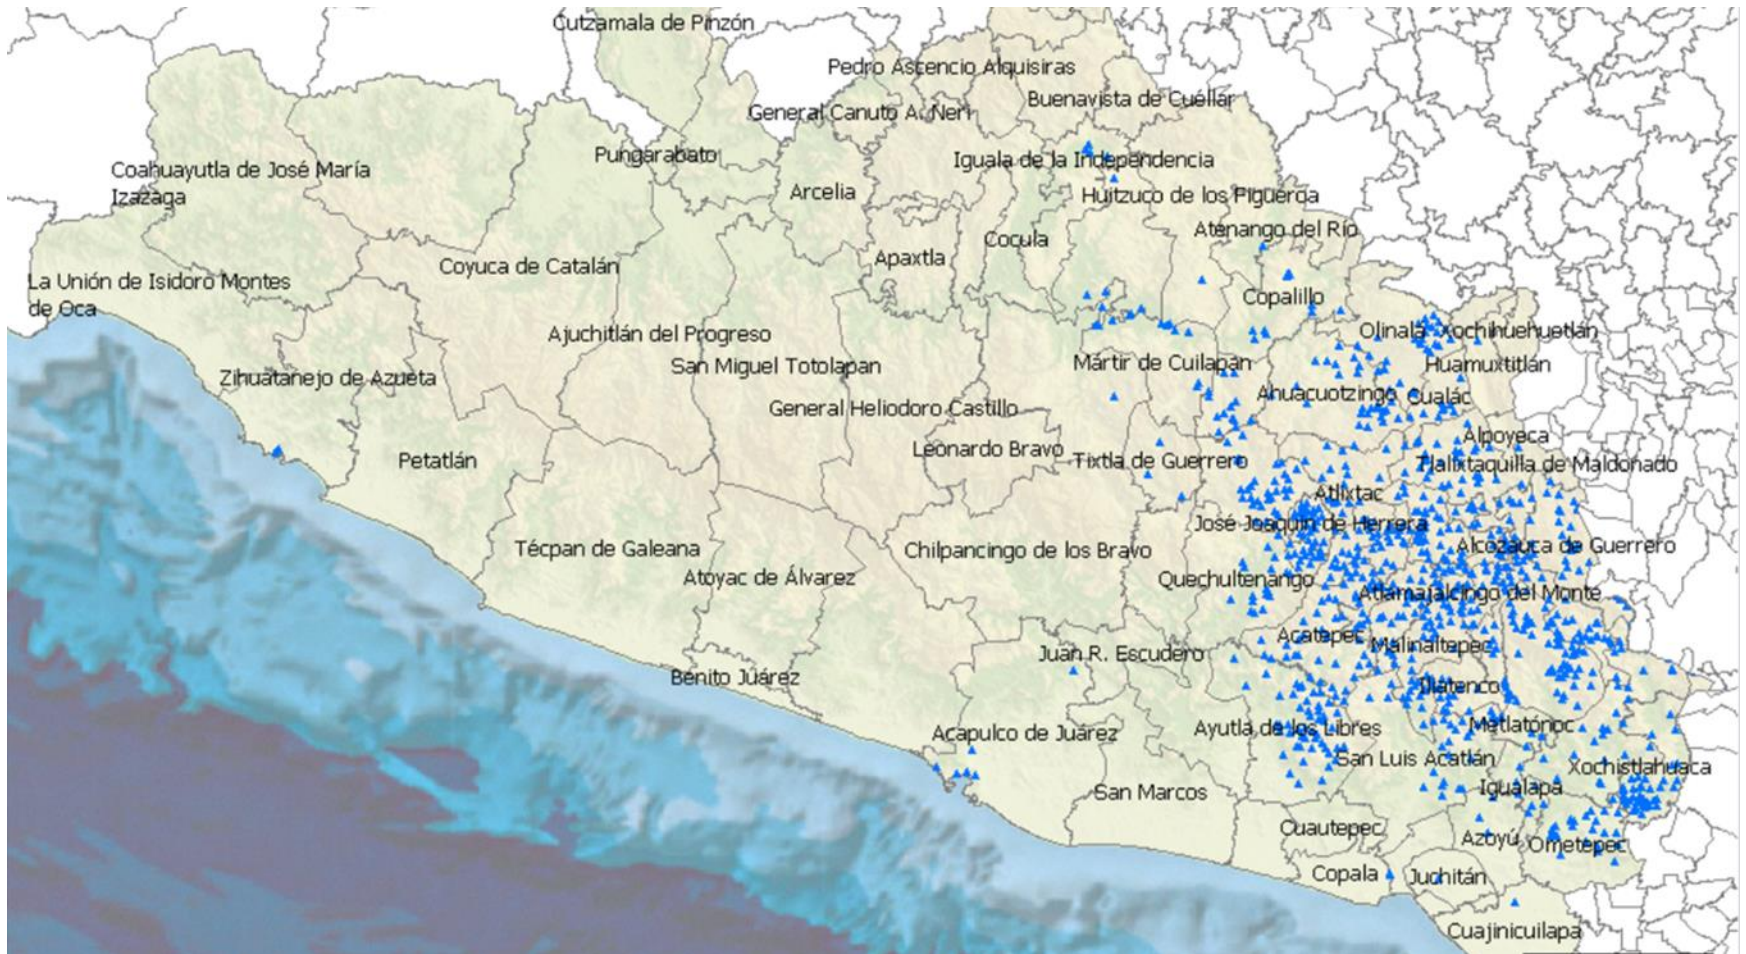 Cutzamala de Pinzón
Pedro Ascencio Alquisiras
Buenavista de Cuéllar
General Canuto A. Neri
Pungarabato
Iguala de la Independencia
Coahuayutla de José María
Izazaga
Arcelia
Huitzuco de los Figueroa
Atenango del Río
Cocula
Apaxtla
Coyuca de Catalán
La Unión de Isidoro Montes
de Oca
Copalillo
Ajuchitlán del Progreso
Olinalá
Xochihuehuetlán
San Miguel Totolapan
Mártir de Cuilapan
Huamuxtitlán
Zihuatanejo de Azueta
Ahuacuotzingo
Cualác
General Heliodoro Castillo
Alpoyeca
Leonardo Bravo
Petatlán
Tixtla de Guerrero
Tlalixtaquilla de Maldonado
Atlixtac
José Joaquin de Herrera
Técpan de Galeana
Chilpancingo de los Bravo
Alcozauca de Guerrero
Atoyac de Álvarez
Quechultenango
Atlamajalcingo del Monte
Acatepec
Malinaltepec
Juan R. Escudero
Benito Júárez
Iliatenco
Acapulco de Juárez
Ayutla de los Libres
Metlatónoc
San Luis Acatlán
Xochistlahuaca
San Marcos
Igualapa
Cuautepec
Azoyú
Ometepec
Copala
Juchitán
Cuajinicuilapa